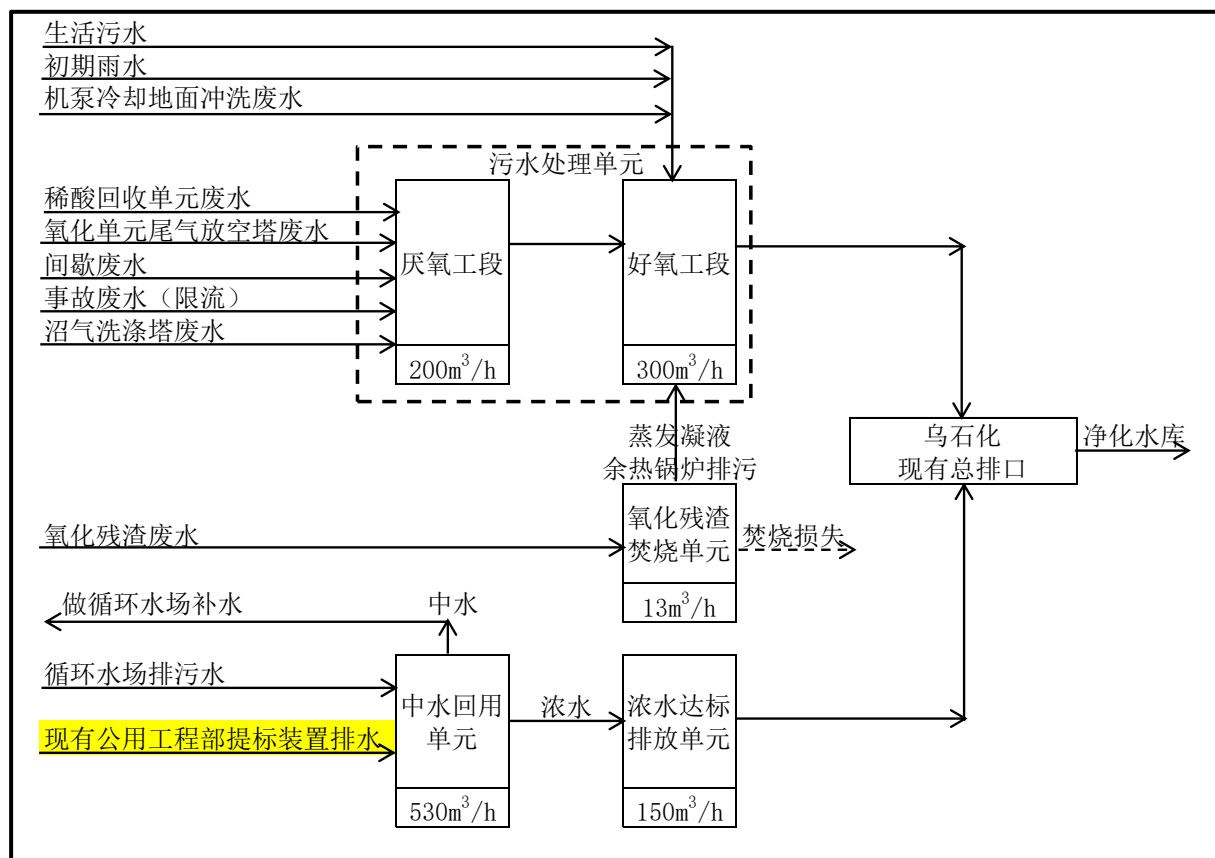 生活污水
初期雨水
机泵冷却地面冲洗废水
污水处理单元
稀酸回收单元废水
氧化单元尾气放空塔废水
间歇废水
事故废水（限流）
沼气洗涤塔废水
厌氧工段
200m³/h
好氧工段
300m³/h
蒸发凝液
余热锅炉排污
乌石化
现有总排口
净化水库
氧化残渣废水
氧化残渣
焚烧单元
13m³/h
焚烧损失
做循环水场补水
中水
循环水场排污水
现有公用工程部提标装置排水
中水回用
单元
530m³/h
浓水
浓水达标
排放单元
150m³/h